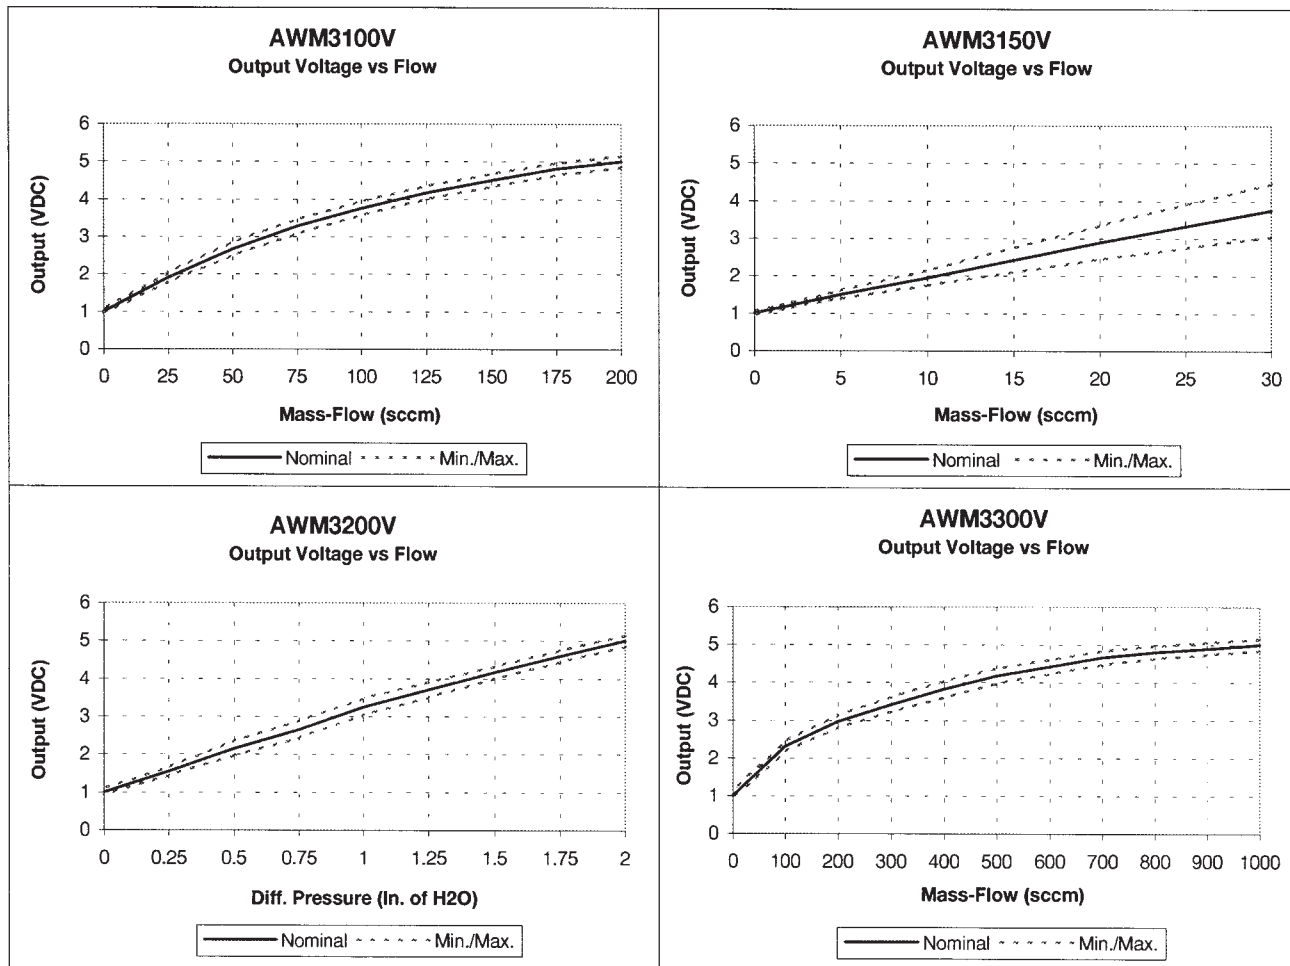 AWM3100V
Output Voltage vs Flow
Output (VDC)
6
5
4
3
2
1
0
0 25 50 75 100 125 150 175 200
Mass-Flow (sccm)
Nominal Min./Max.
AWM3150V
Output Voltage vs Flow
Output (VDC)
6
5
4
3
2
1
0
0 5 10 15 20 25 30
Mass-Flow (sccm)
Nominal Min./Max.
AWM3200V
Output Voltage vs Flow
Output (VDC)
6
5
4
3
2
1
0
0 0.25 0.5 0.75 1 1.25 1.5 1.75 2
Diff. Pressure (In. of H2O)
Nominal Min./Max.
AWM3300V
Output Voltage vs Flow
Output (VDC)
6
5
4
3
2
1
0
0 100 200 300 400 500 600 700 800 900 1000
Mass-Flow (sccm)
Nominal Min./Max.